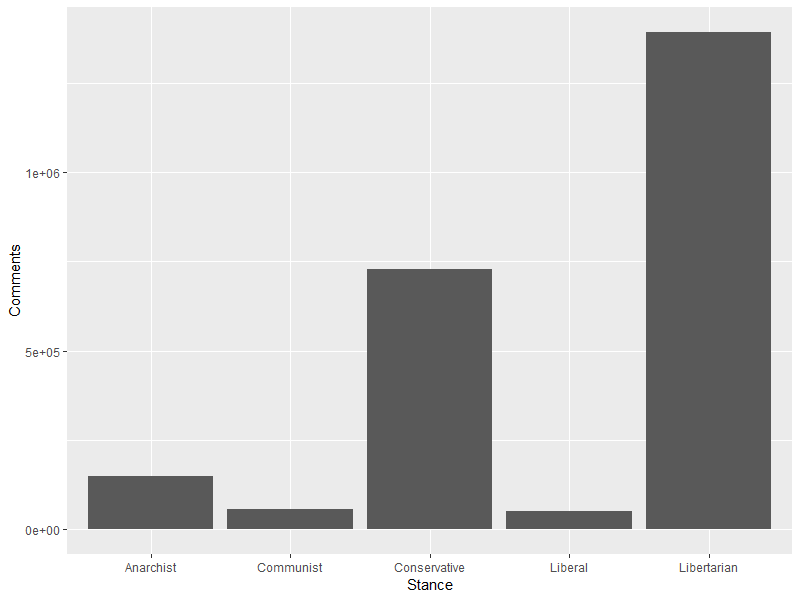 Comments
1e+06
5e+05
0e+00
Anarchist Communist Conservative Liberal Libertarian
Stance